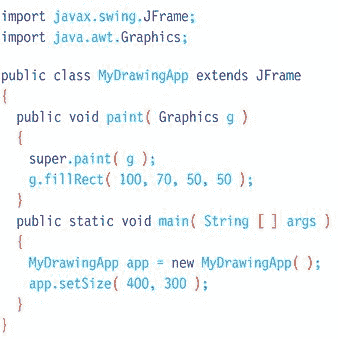 import javax.swing.JFrame;
import java.awt.Graphics;

public class MyDrawingApp extends JFrame
{
  public void paint( Graphics g )
  {
    super.paint( g );
    g.fillRect( 100, 70, 50, 50 );
  }
  public static void main( String [ ] args )
  {
    MyDrawingApp app = new MyDrawingApp( );
    app.setSize( 400, 300 );
  }
}